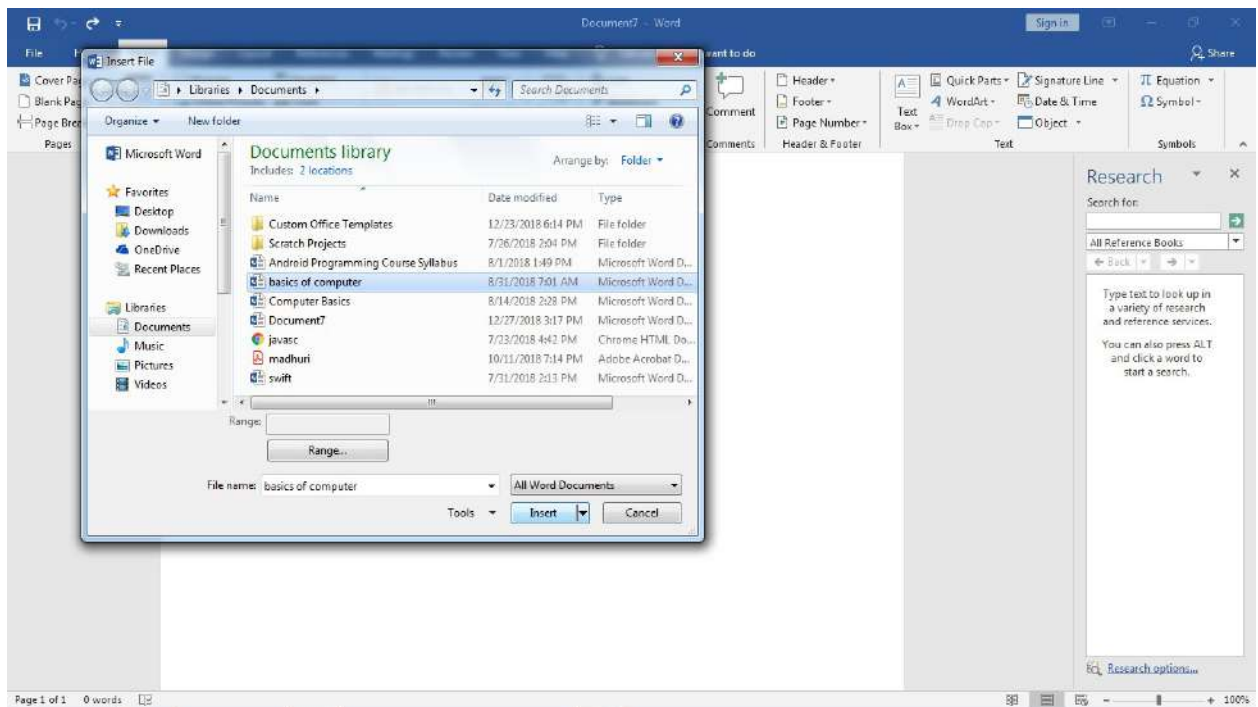 Document7 - Word
Sign in
File
want to do
Share
Insert File
Libraries
Documents
Search Documents
Organize
New folder
Cover Pa
Blank Pag
Page Brea
Pages
Comment
Comments
Header
Footer
Page Number
Header & Footer
Text
Box
Quick Parts
WordArt
Drop Cap
Signature Line
Date & Time
Object
Text
Equation
Symbol
Symbols
Microsoft Word
Favorites
Desktop
Downloads
OneDrive
Recent Places
Libraries
Documents
Music
Pictures
Videos
Documents library
Includes: 2 locations
Arrange by: Folder
Name Date modified Type
Custom Office Templates 12/23/2018 6:14 PM File folder
Scratch Projects 7/26/2018 2:04 PM File folder
Android Programming Course Syllabus 8/1/2018 1:49 PM Microsoft Word D...
basics of computer 8/31/2018 7:01 AM Microsoft Word D...
Computer Basics 8/14/2018 2:28 PM Microsoft Word D...
Document7 12/27/2018 3:17 PM Microsoft Word D...
javasc 7/23/2018 4:42 PM Chrome HTML Do...
madhuri 10/11/2018 7:14 PM Adobe Acrobat D...
swift 7/31/2018 2:13 PM Microsoft Word D...
Range:
Range...
File name: basics of computer All Word Documents
Tools Insert Cancel
Research
Search for:
All Reference Books
Back
Type text to look up in
a variety of research
and reference services.
You can also press ALT
and click a word to
start a search.
Research options...
Page 1 of 1 0 words
100%